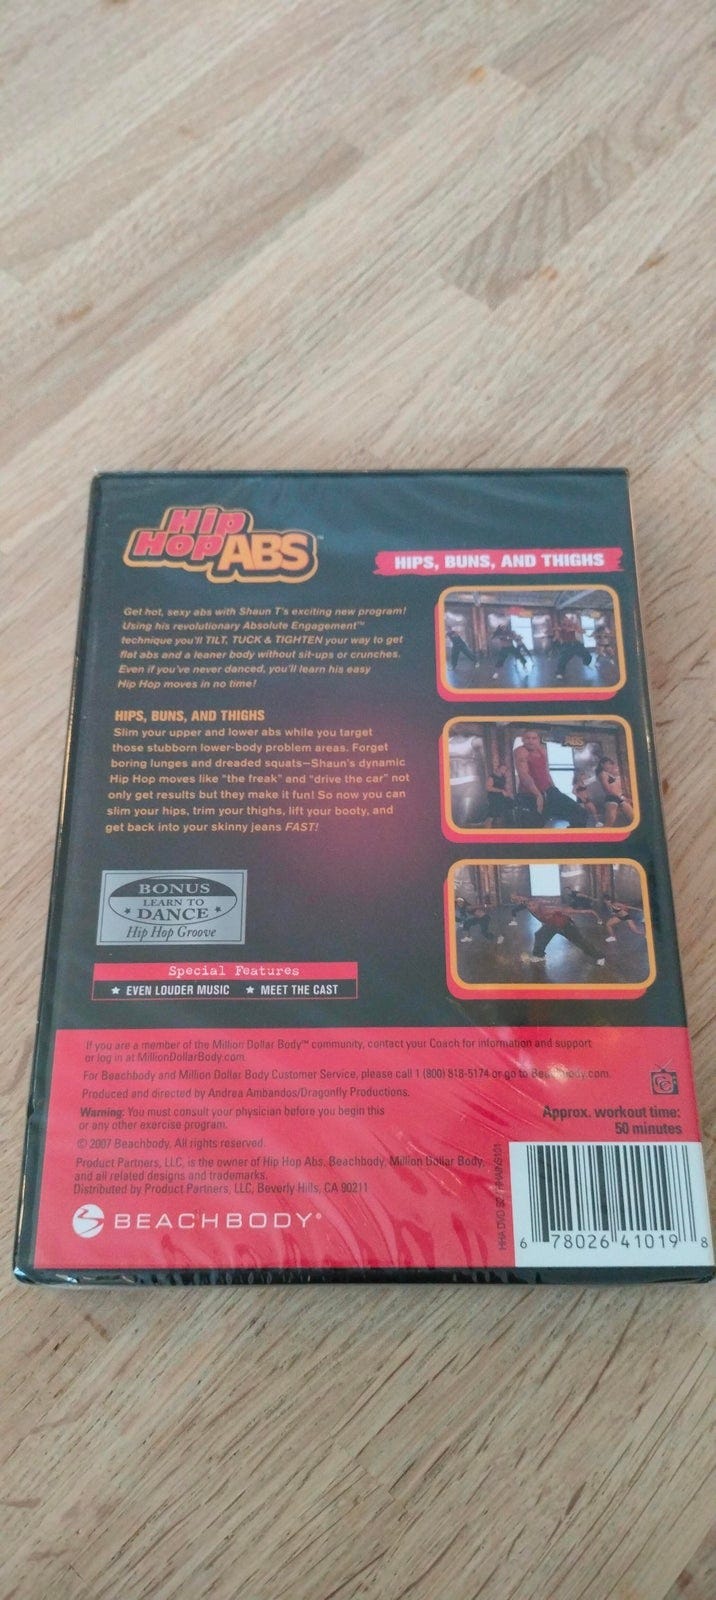 Hip
Hop ABS™
HIPS, BUNS, AND THIGHS
Get hot, sexy abs with Shaun T's exciting new program!
Using his revolutionary Absolute Engagement™
technique you'll TILT, TUCK & TIGHTEN your way to get
flat abs and a leaner body without sit-ups or crunches.
Even if you've never danced, you'll learn his easy
Hip Hop moves in no time!
HIPS, BUNS, AND THIGHS
Slim your upper and lower abs while you target
those stubborn lower-body problem areas. Forget
boring lunges and dreaded squats—Shaun's dynamic
Hip Hop moves like "the freak" and "drive the car" not
only get results but they make it fun! So now you can
slim your hips, trim your thighs, lift your booty, and
get back into your skinny jeans FAST!
BONUS
LEARN TO
★ DANCE ★
Hip Hop Groove
Special Features
★ EVEN LOUDER MUSIC ★ MEET THE CAST
If you are a member of the Million Dollar Body™ community, contact your Coach for information and support
or log in at MillionDollarBody.com.
For Beachbody and Million Dollar Body Customer Service, please call 1 (800) 818-5174 or go to Beachbody.com.
Produced and directed by Andrea Ambandos/Dragonfly Productions.
Warning: You must consult your physician before you begin this
or any other exercise program.
© 2007 Beachbody. All rights reserved.
Product Partners, LLC, is the owner of Hip Hop Abs, Beachbody, Million Dollar Body,
and all related designs and trademarks.
Distributed by Product Partners, LLC, Beverly Hills, CA 90211
BEACHBODY®
CC
Approx. workout time:
50 minutes
HHA DVD
6 78026 41019 8